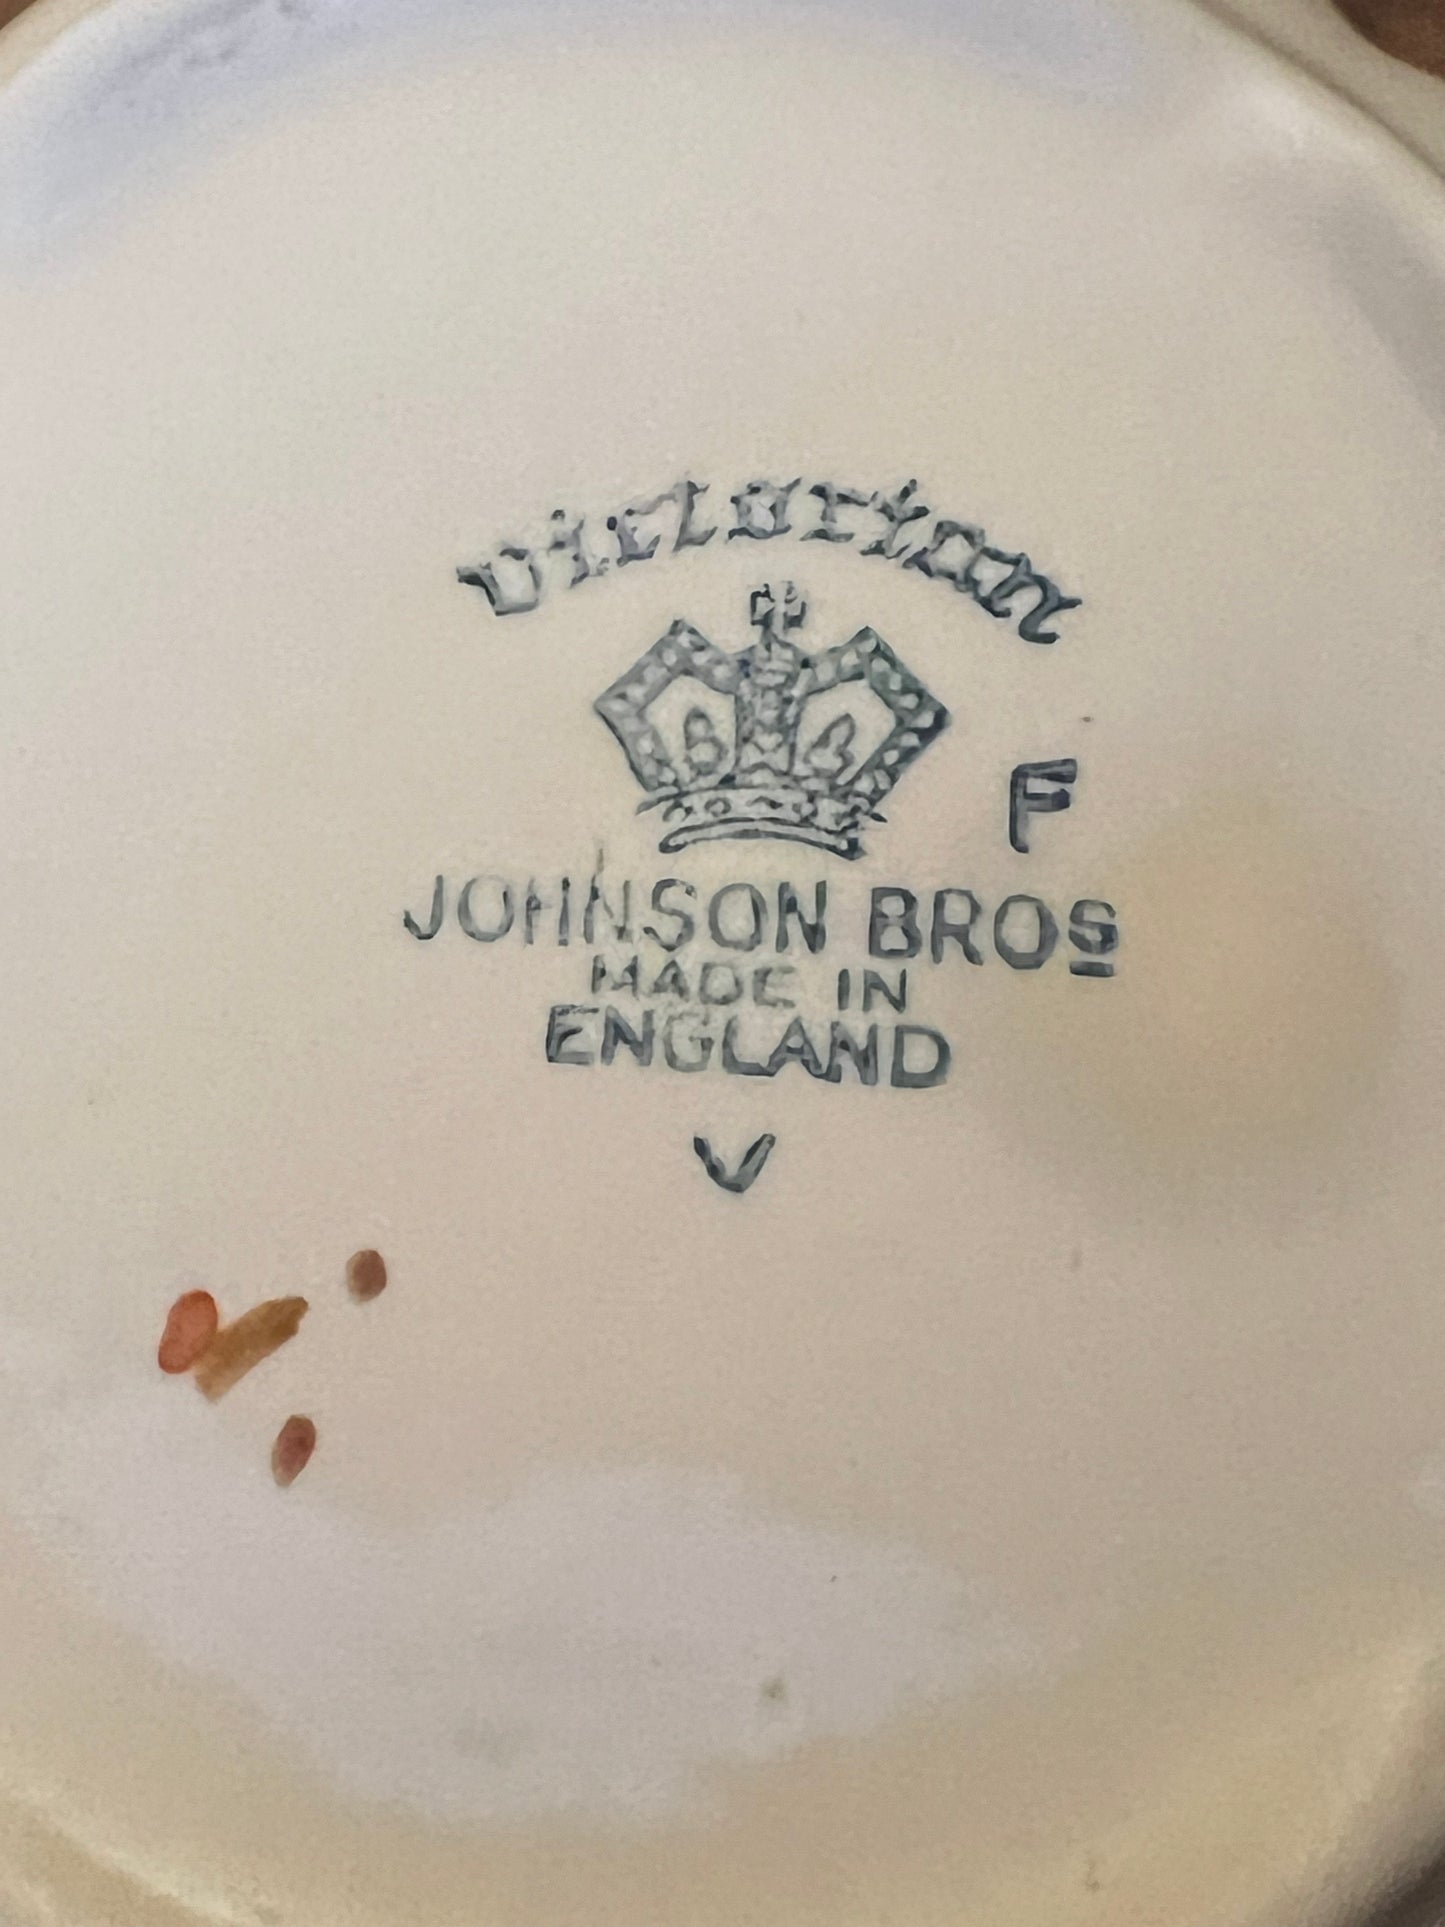 Victorian
F
JOHNSON BROS
MADE IN
ENGLAND
V